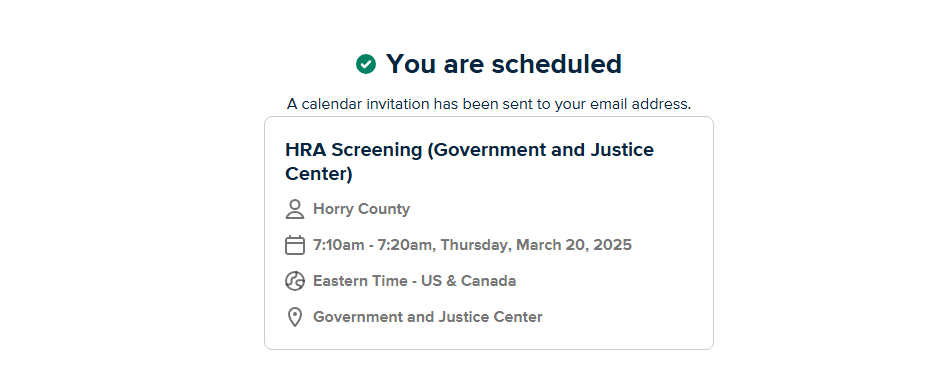 You are scheduled
A calendar invitation has been sent to your email address.
HRA Screening (Government and Justice
Center)
Horry County
7:10am - 7:20am, Thursday, March 20, 2025
Eastern Time - US & Canada
Government and Justice Center